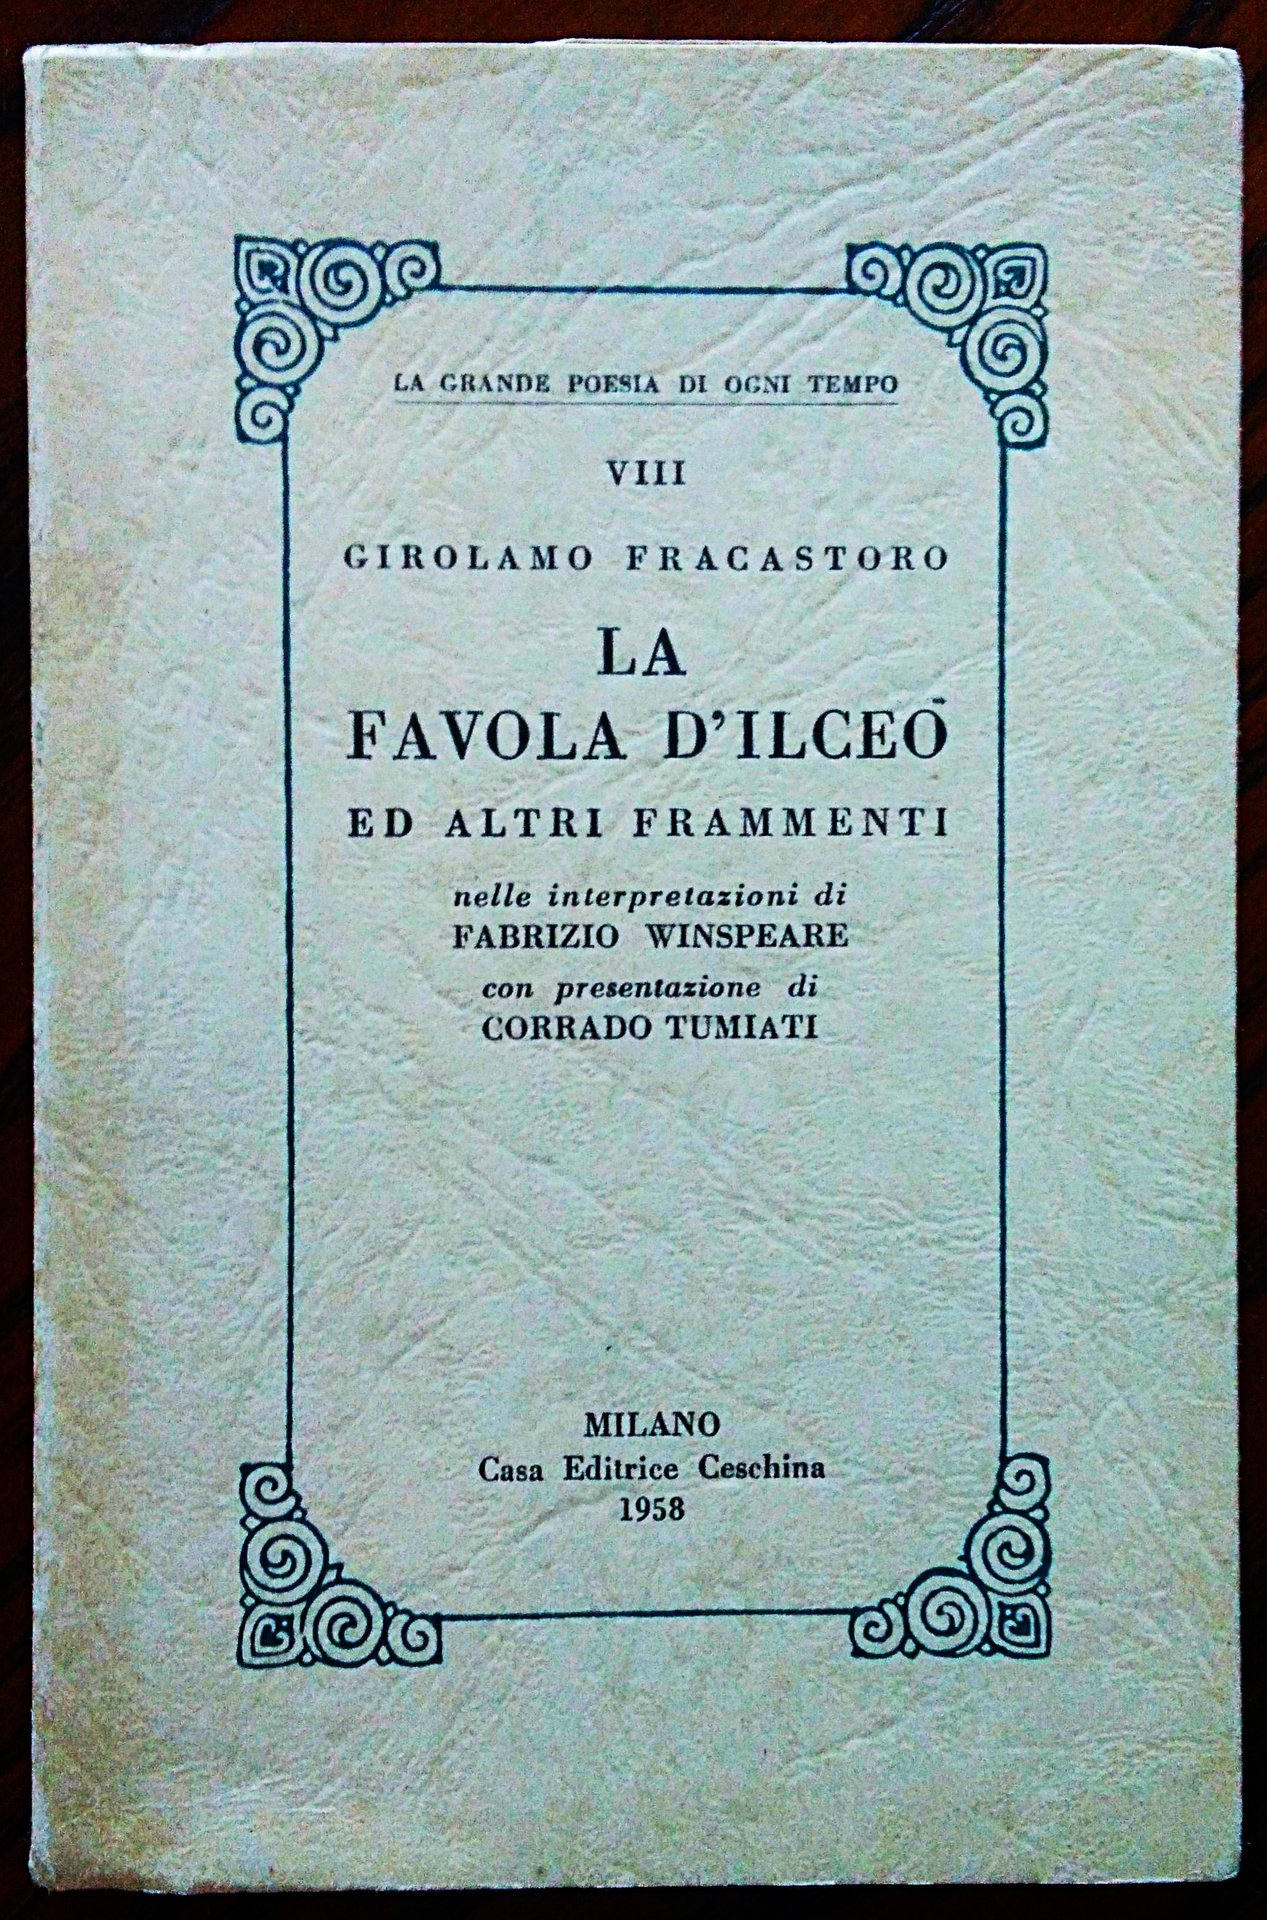 LA GRANDE POESIA DI OGNI TEMPO
VIII
GIROLAMO FRACASTORO
LA
FAVOLA D'ILCEO
ED ALTRI FRAMMENTI
nelle interpretazioni di
FABRIZIO WINSPEARE
con presentazione di
CORRADO TUMIATI
MILANO
Casa Editrice Ceschina
1958